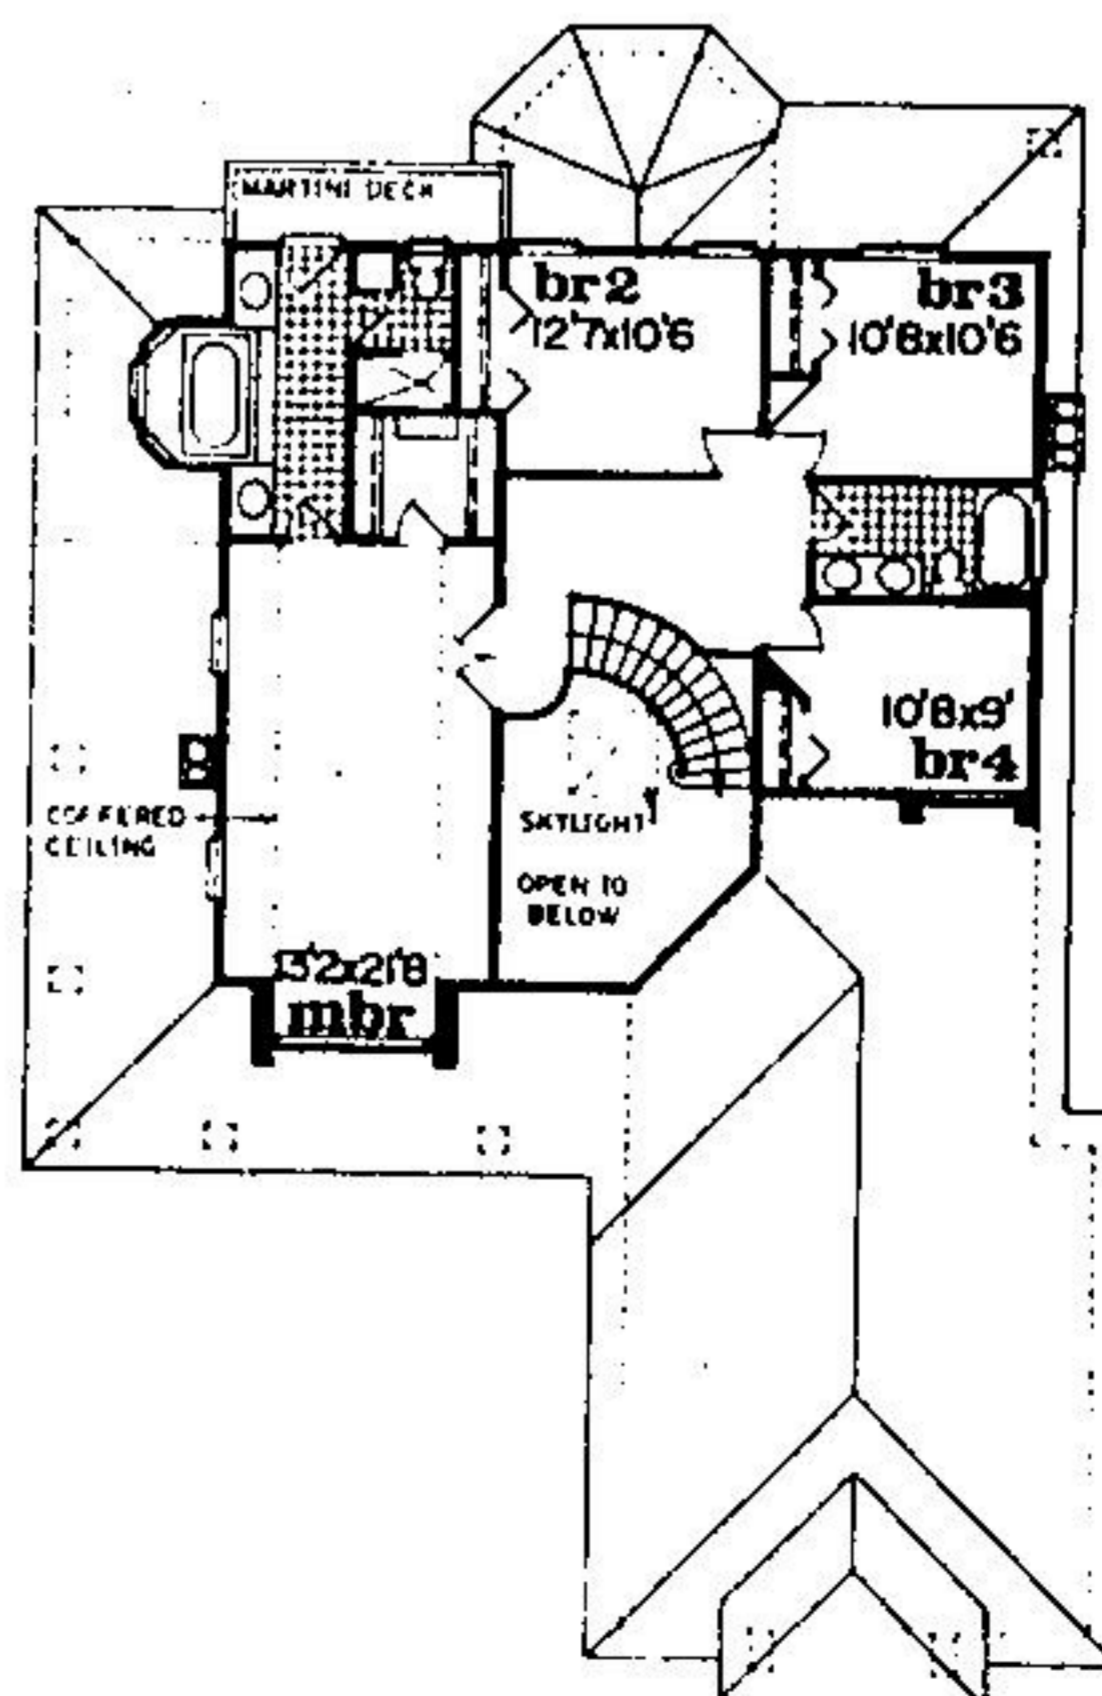 MARTINI DECK
br2
12'7x10'6
br3
10'8x10'6
10'8x9'
br4
COFFERED
CEILING
SKYLIGHT
OPEN TO
BELOW
13'2x21'8
mbr